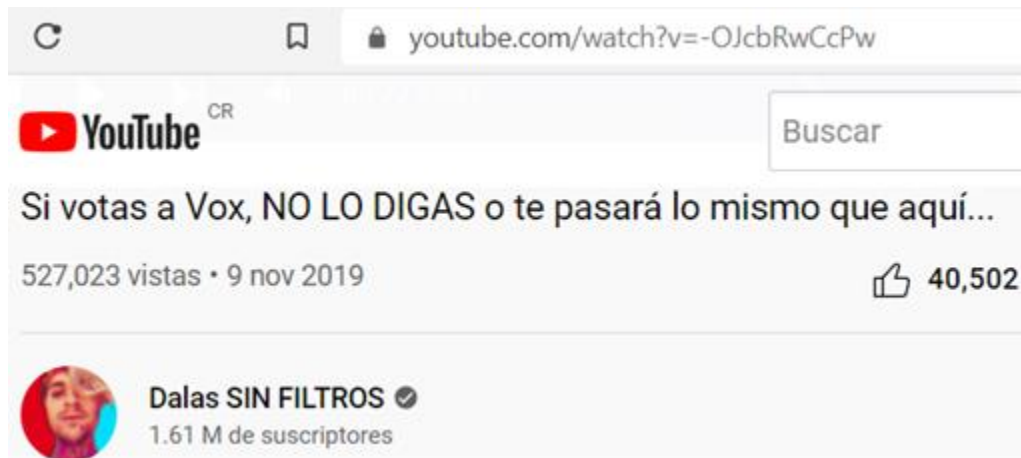 youtube.com/watch?v=-OJcbRwCcPw
YouTube CR
Buscar
Si votas a Vox, NO LO DIGAS o te pasará lo mismo que aquí...
527,023 vistas • 9 nov 2019 40,502
Dalas SIN FILTROS
1.61 M de suscriptores